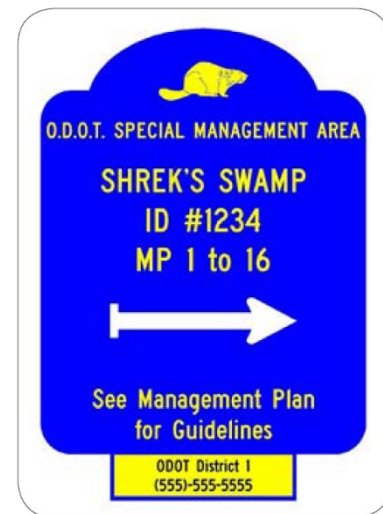 O.D.O.T. SPECIAL MANAGEMENT AREA
SHREK'S SWAMP
ID #1234
MP 1 to 16
See Management Plan
for Guidelines
ODOT District 1
(555)-555-5555